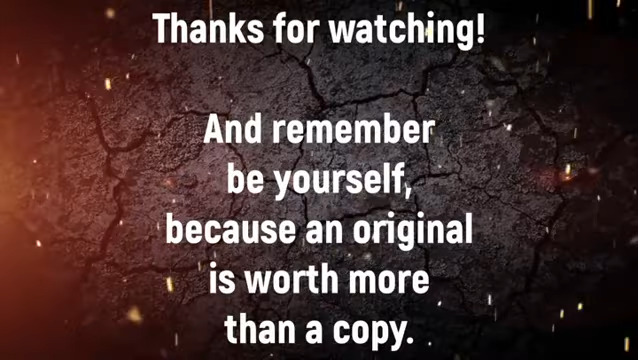 Thanks for watching!
And remember
be yourself,
because an original
is worth more
than a copy.